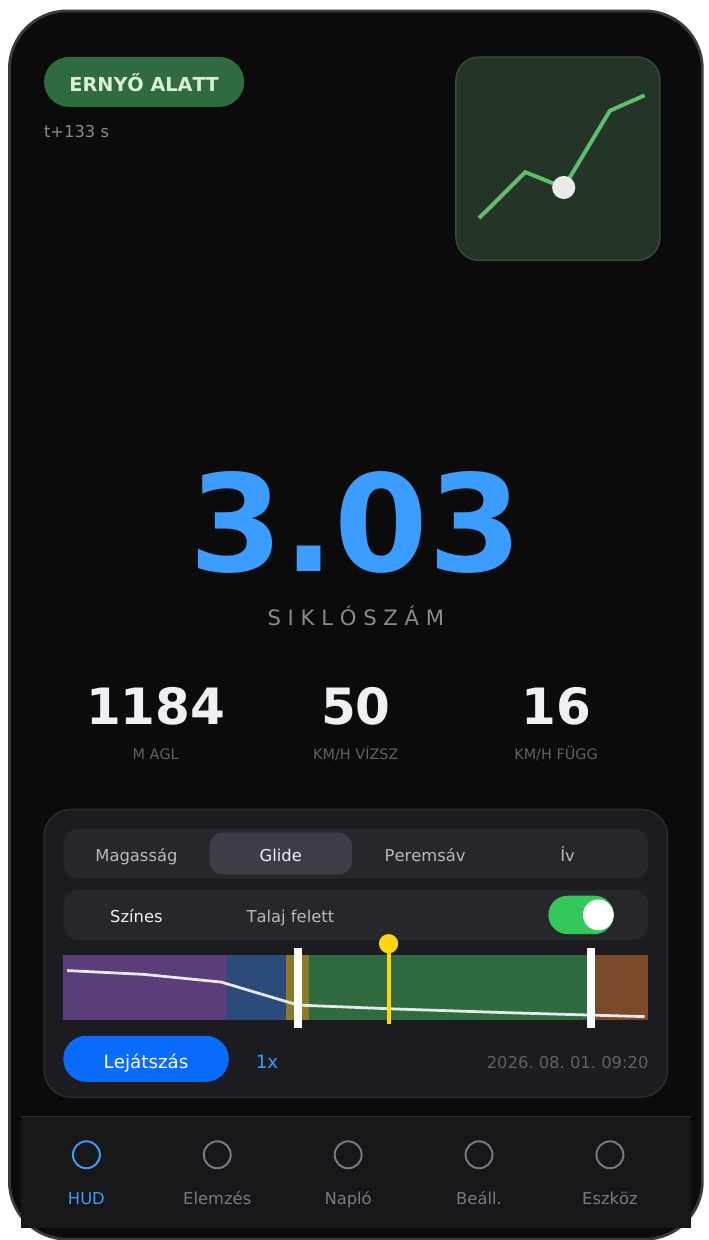 ERNYŐ ALATT
t+133 s
3.03
SIKLÓSZÁM
1184 50 16
M AGL KM/H VÍZSZ KM/H FÜGG
Magasság Glide Peremsáv Ív
Színes Talaj felett
Lejátszás 1x 2026. 08. 01. 09:20
HUD Elemzés Napló Beáll. Eszköz